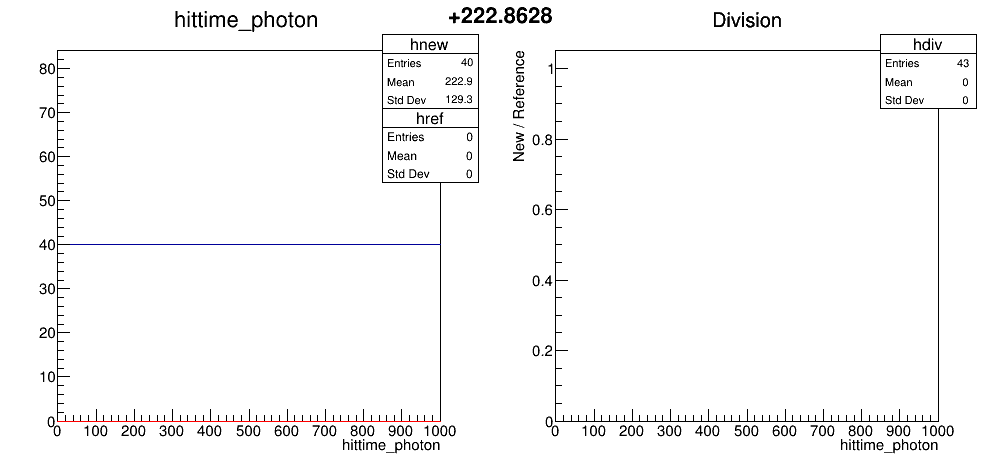 hittime_photon
+222.8628
Division
hnew
Entries 40
Mean 222.9
Std Dev 129.3
href
Entries 0
Mean 0
Std Dev 0
80
70
60
50
40
30
20
10
0
0 100 200 300 400 500 600 700 800 900 1000
hittime_photon
hdiv
Entries 43
Mean 0
Std Dev 0
New / Reference
1
0.8
0.6
0.4
0.2
0
0 100 200 300 400 500 600 700 800 900 1000
hittime_photon